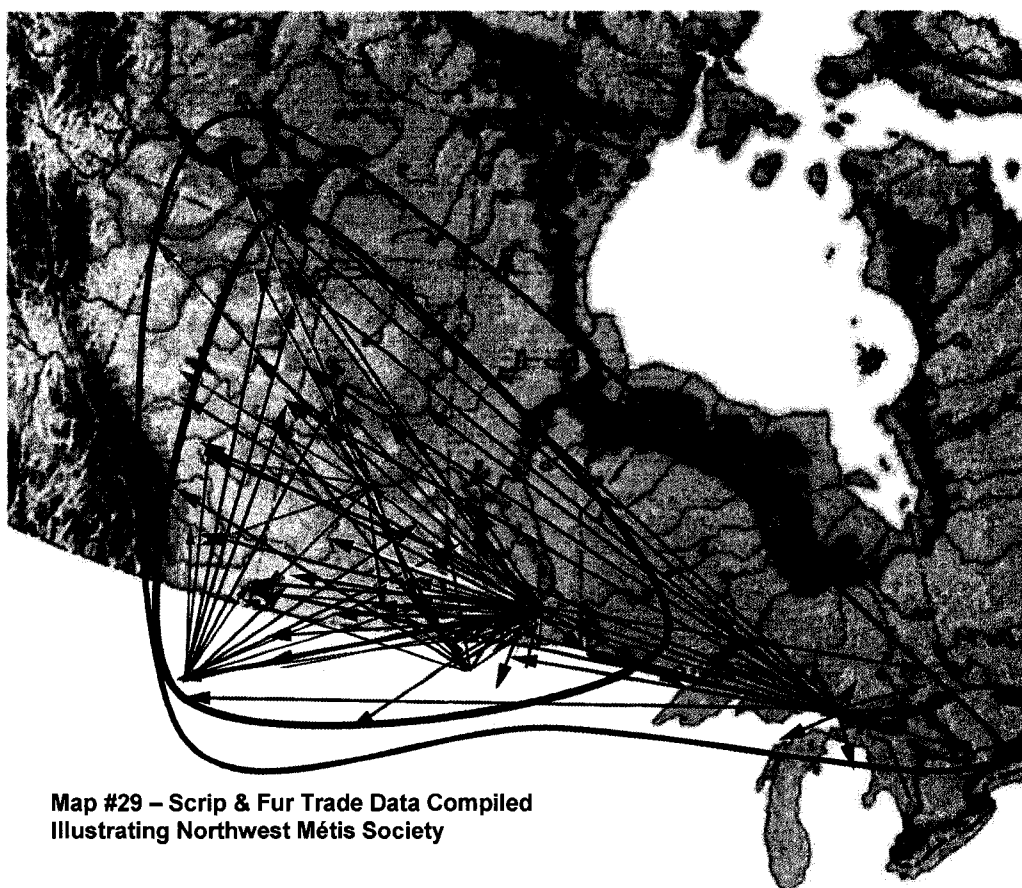 Map #29 – Scrip & Fur Trade Data Compiled
Illustrating Northwest Métis Society